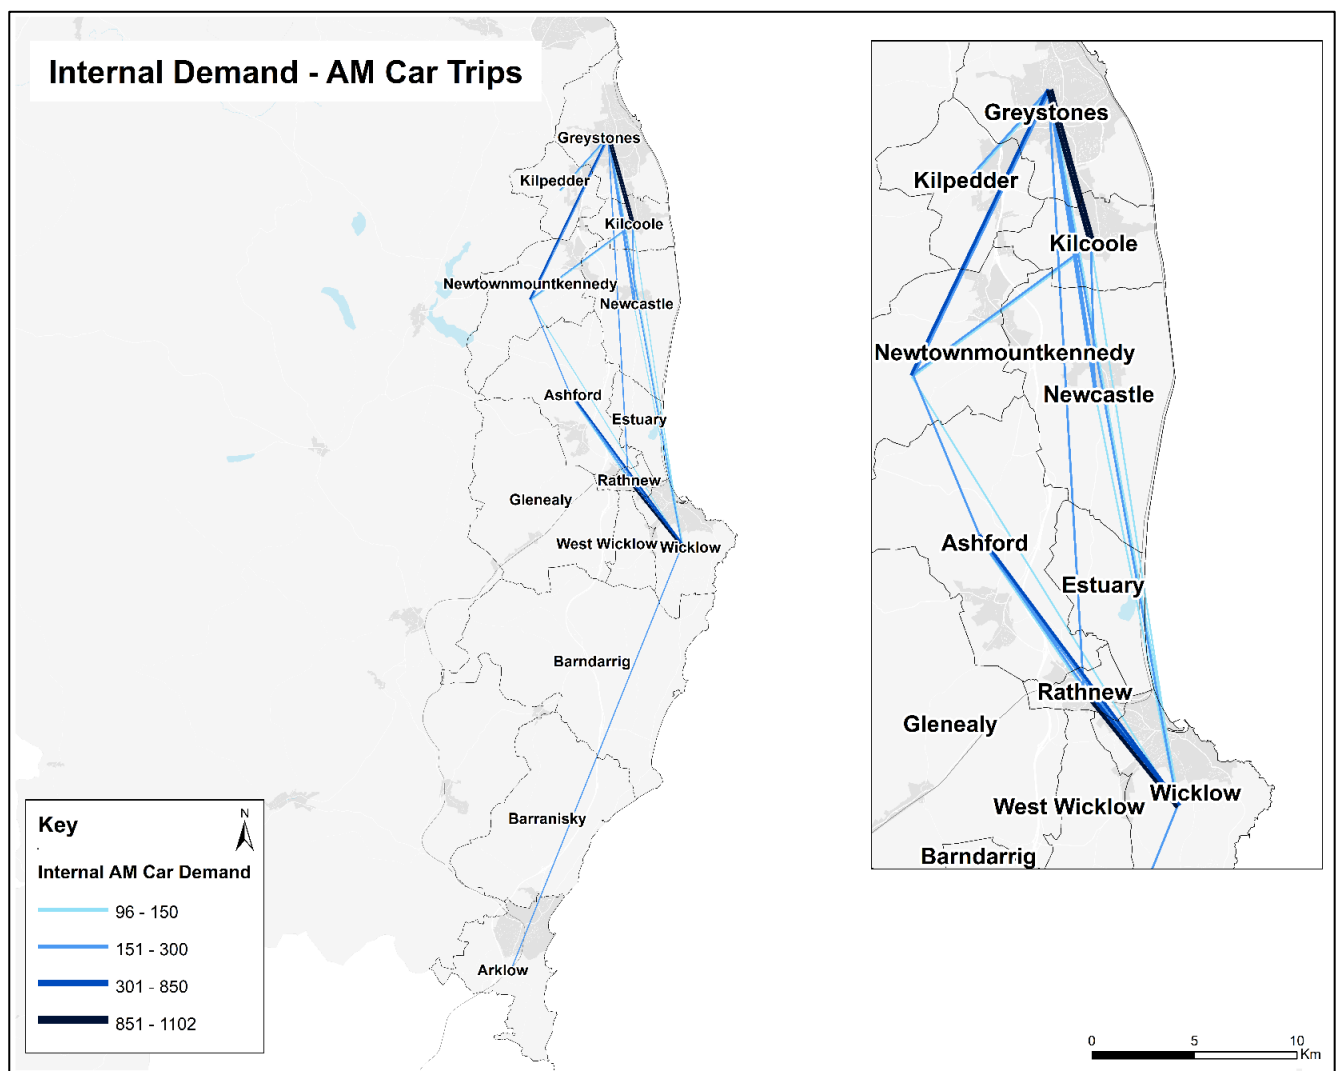 Internal Demand - AM Car Trips
Greystones
Kilpedder
Kilcoole
Newtownmountkennedy
Newcastle
Ashford
Estuary
Rathnew
Glenealy
West Wicklow
Wicklow
Barndarrig
Barranisky
Arklow
Key
N
Internal AM Car Demand
96 - 150
151 - 300
301 - 850
851 - 1102
Greystones
Kilpedder
Kilcoole
Newtownmountkennedy
Newcastle
Ashford
Estuary
Rathnew
Glenealy
Wicklow
West Wicklow
Barndarrig
0 5 10
Km